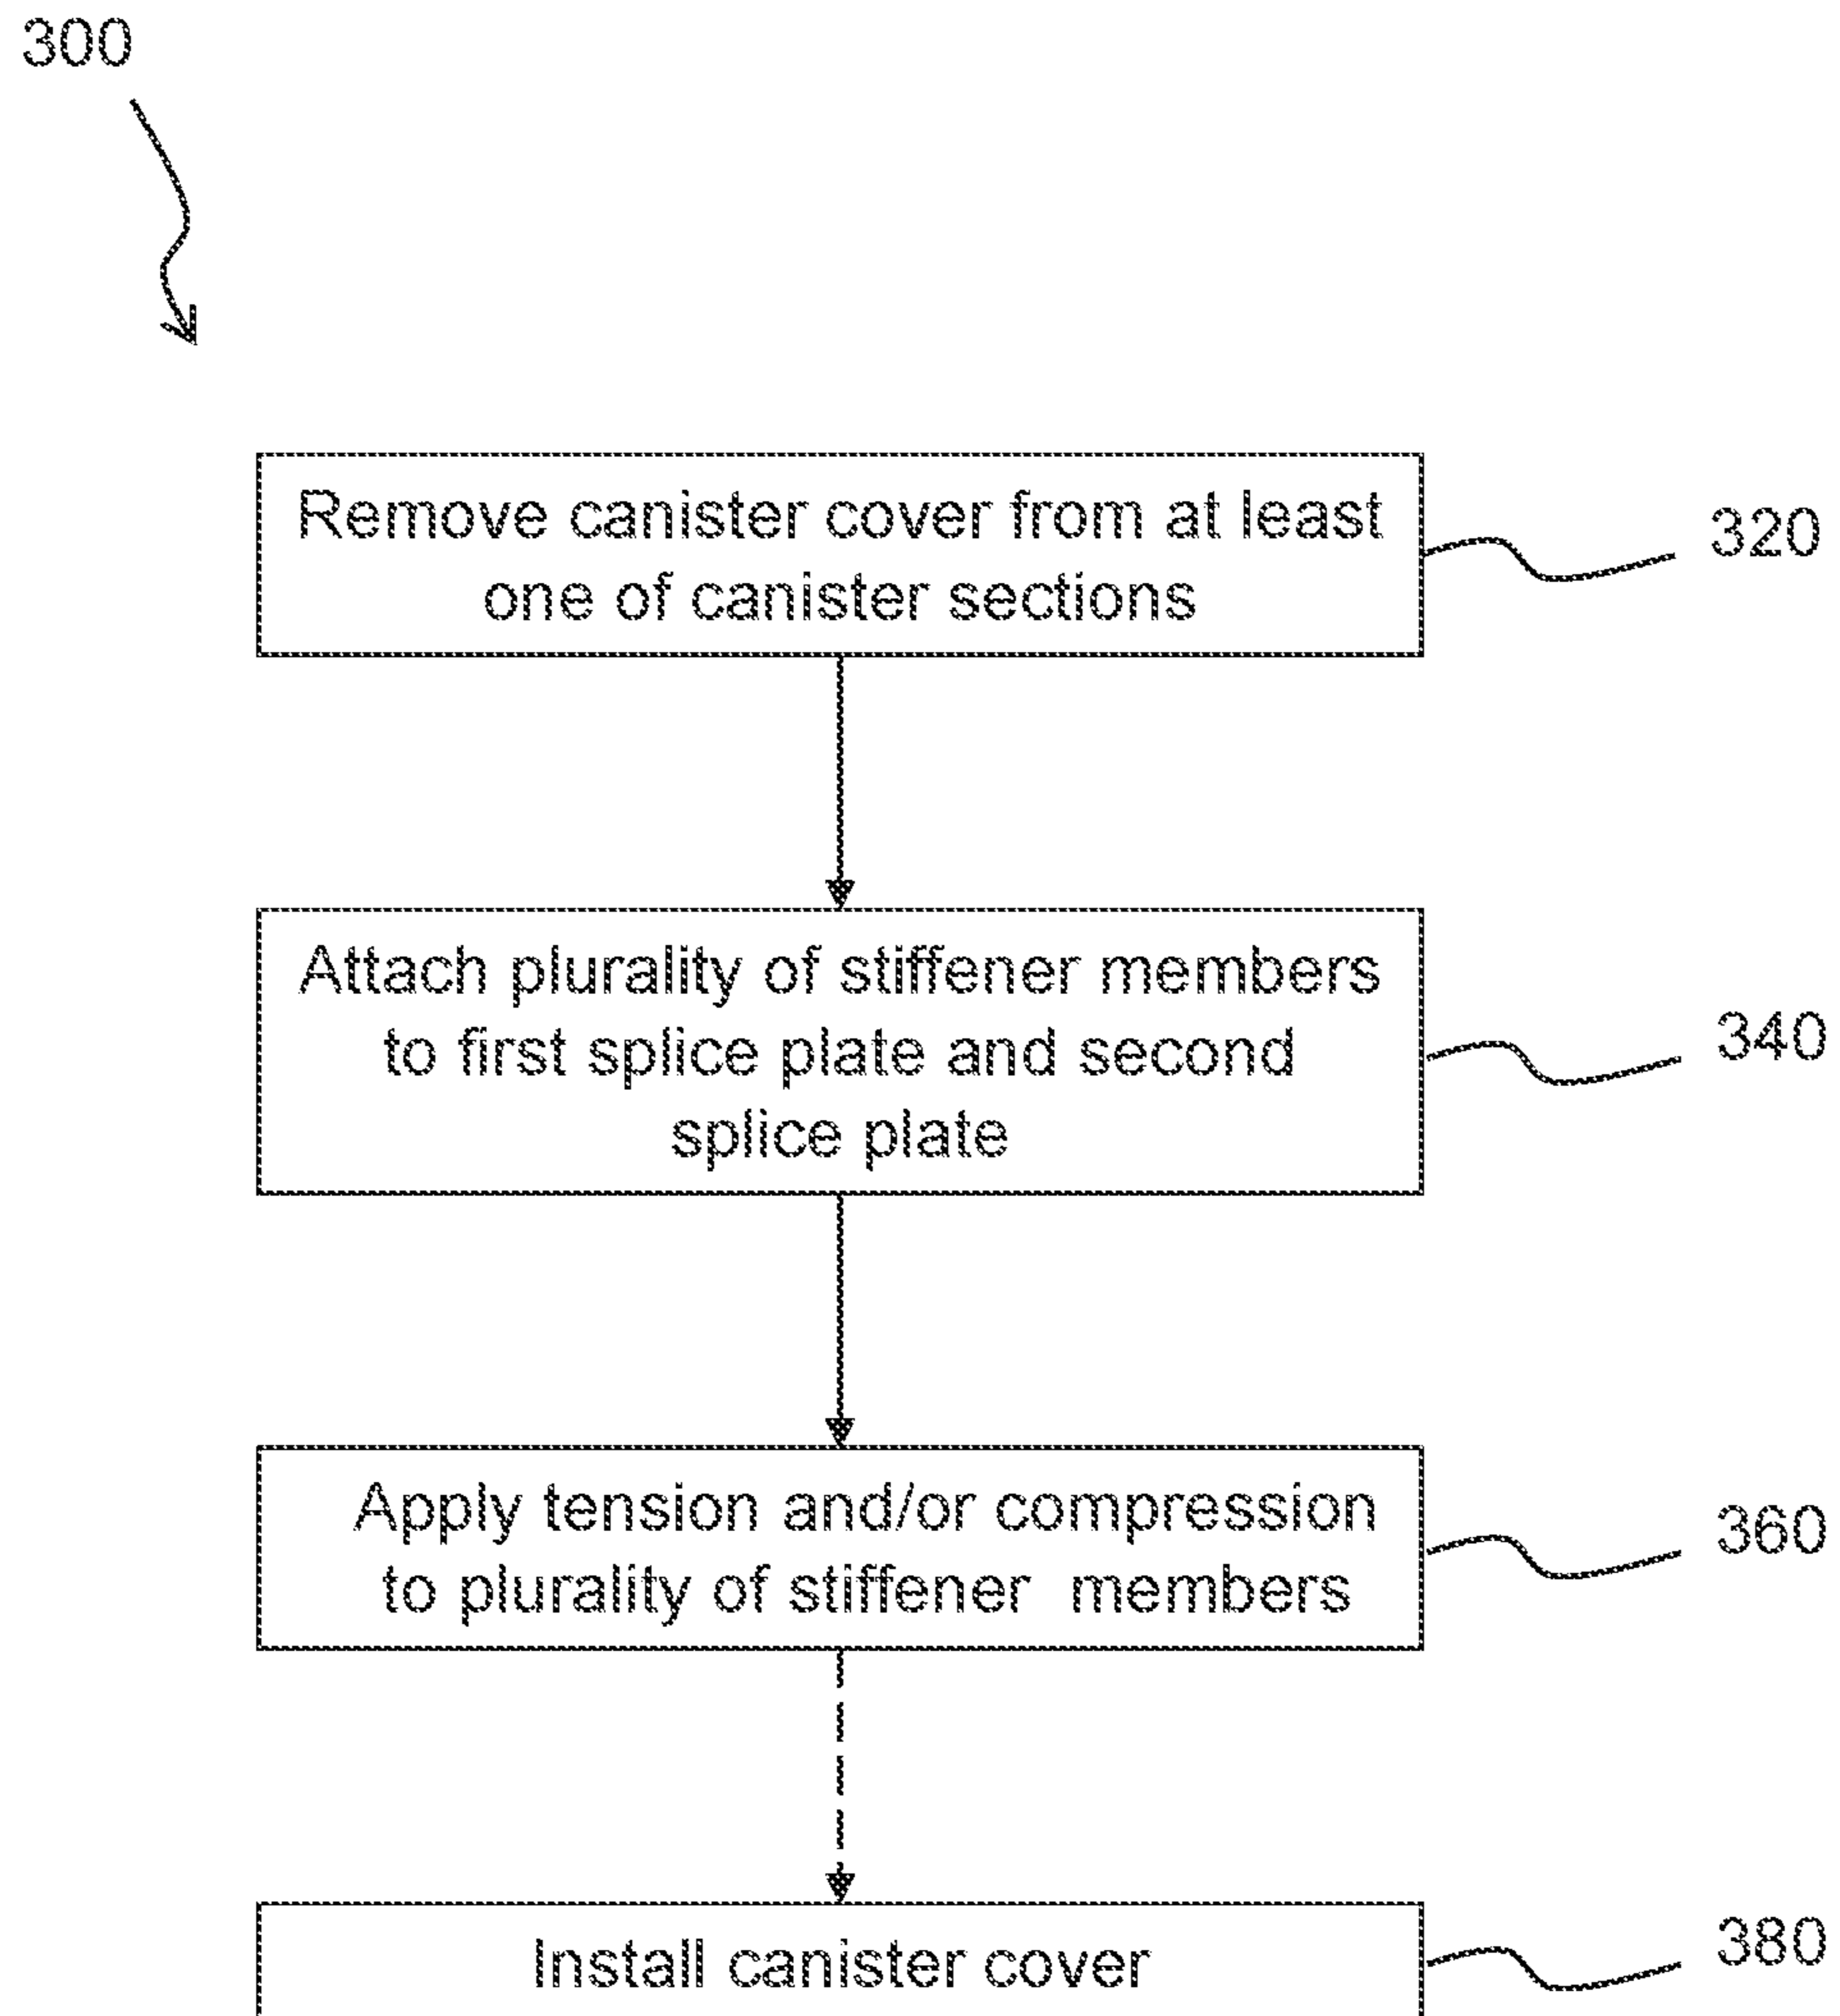 300
Remove canister cover from at least
one of canister sections
320
Attach plurality of stiffener members
to first splice plate and second
splice plate
340
Apply tension and/or compression
to plurality of stiffener members
360
Install canister cover
380